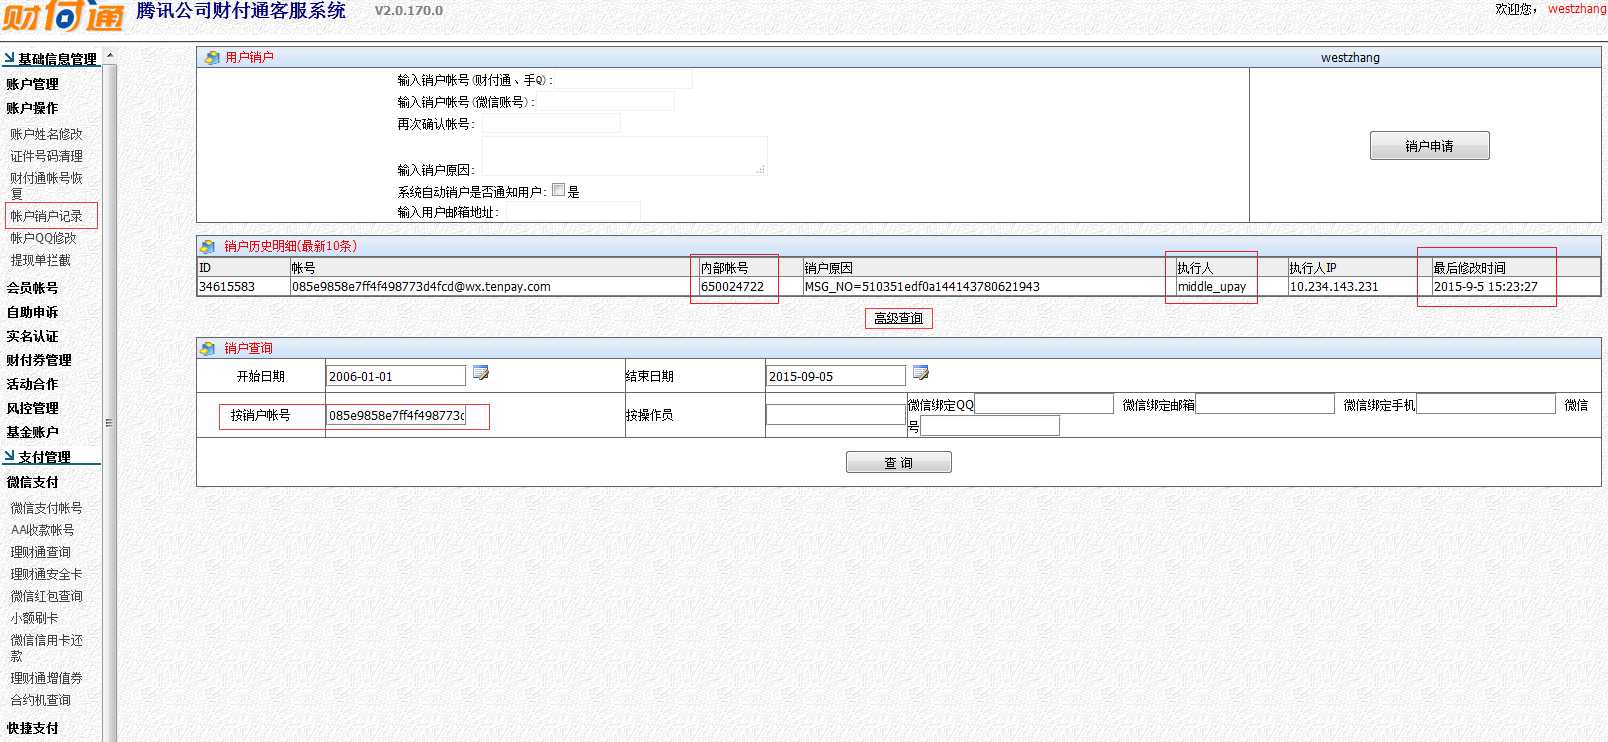 财付通 腾讯公司财付通客服系统 V2.0.170.0 欢迎您， westzhang
基础信息管理
账户管理
账户操作
账户姓名修改
证件号码清理
财付通帐号恢
复
帐户销户记录
帐户QQ修改
提现单拦截
会员帐号
自助申诉
实名认证
财付券管理
活动合作
风控管理
基金账户
支付管理
微信支付
微信支付帐号
AA收款帐号
理财通查询
理财通安全卡
微信红包查询
小额刷卡
微信信用卡还
款
理财通增值券
合约机查询
快捷支付
用户销户 westzhang
输入销户帐号(财付通、手Q):
输入销户帐号(微信账号):
再次确认帐号:
输入销户原因:
系统自动销户是否通知用户: 是
输入用户邮箱地址:
销户申请
销户历史明细(最新10条)
ID 帐号 内部帐号 销户原因 执行人 执行人IP 最后修改时间
34615583 085e9858e7ff4f498773d4fcd@wx.tenpay.com 650024722 MSG_NO=510351edf0a144143780621943 middle_upay 10.234.143.231 2015-9-5 15:23:27
高级查询
销户查询
开始日期 2006-01-01 结束日期 2015-09-05
按销户帐号 085e9858e7ff4f498773c 按操作员 微信绑定QQ 微信绑定邮箱 微信绑定手机 微信
号
查 询